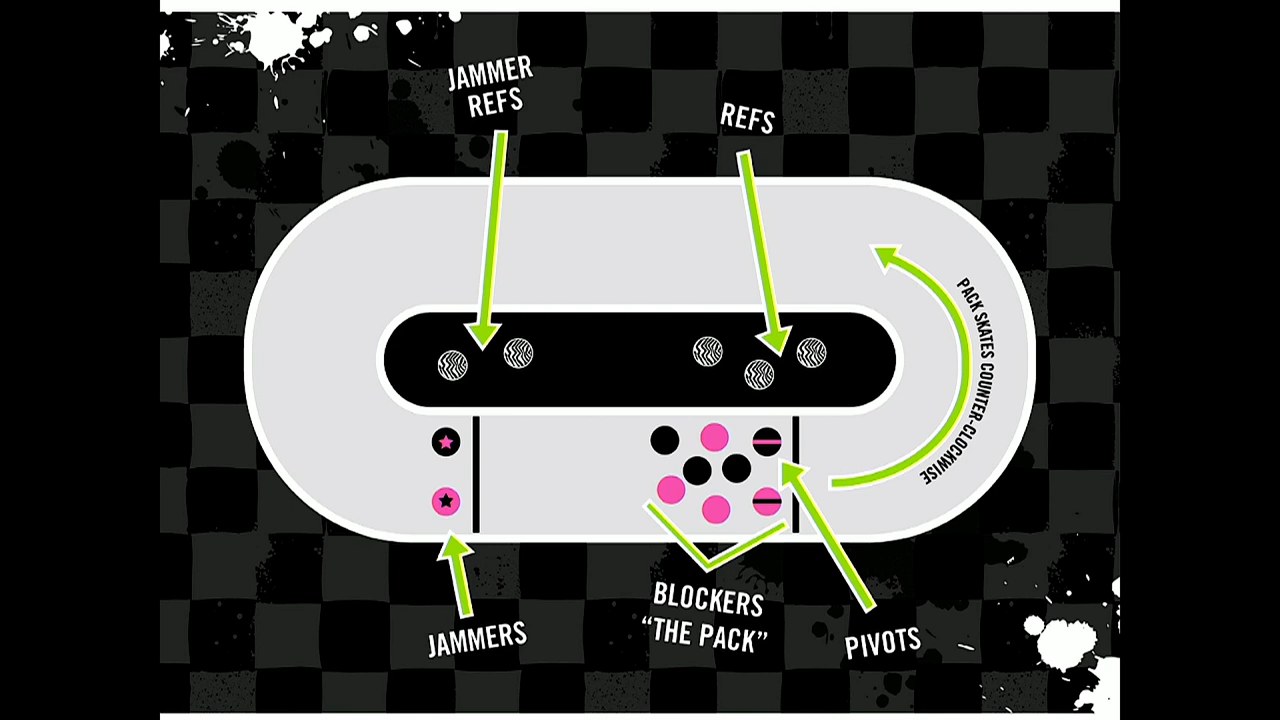 JAMMER
REFS
REFS
PACK SKATES COUNTER-CLOCKWISE
BLOCKERS
“THE PACK”
JAMMERS
PIVOTS